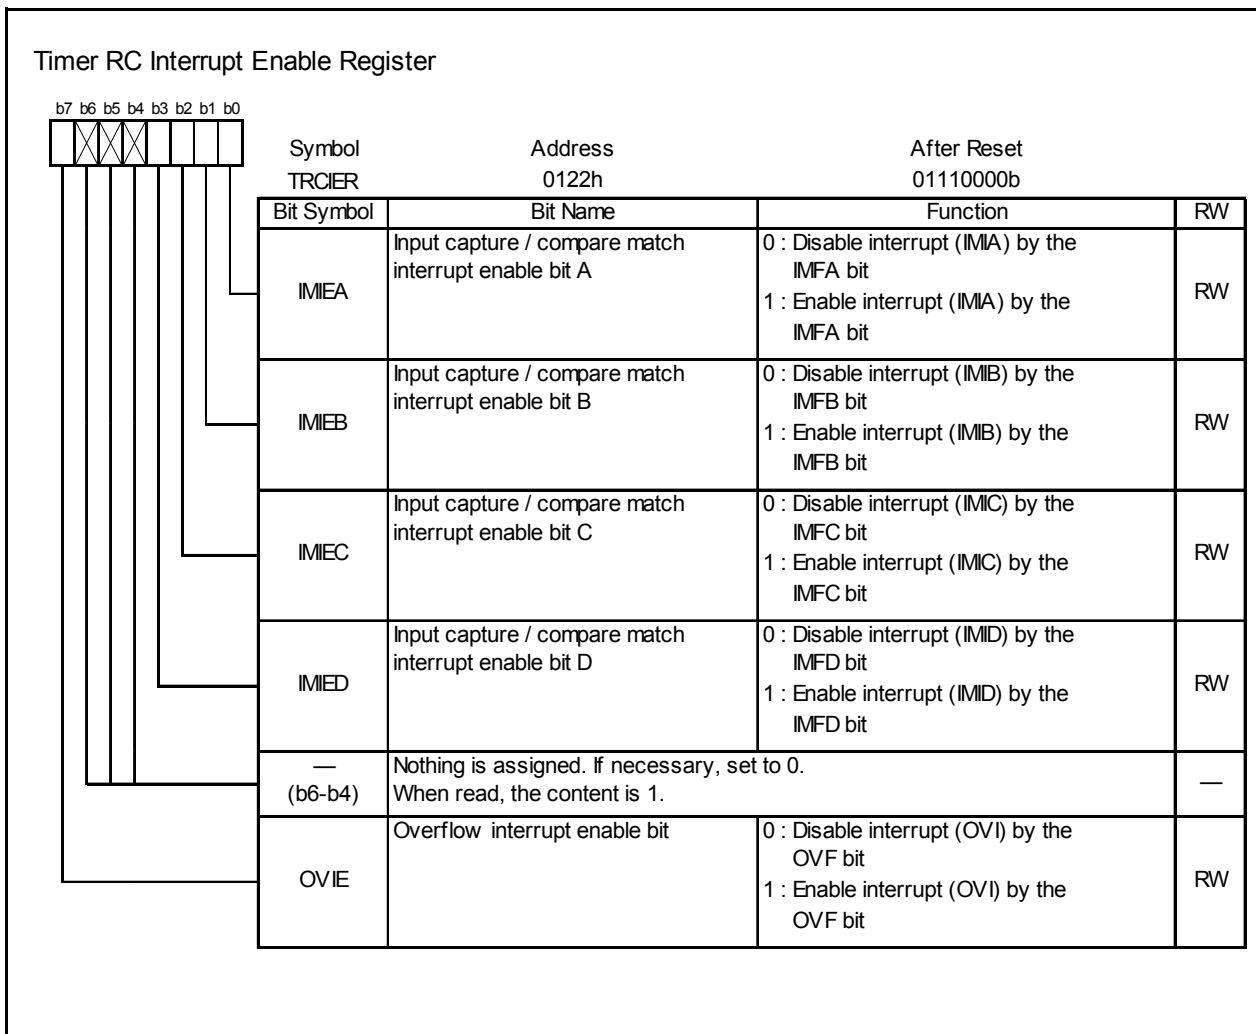 Timer RC Interrupt Enable Register
b7 b6 b5 b4 b3 b2 b1 b0
Symbol Address After Reset
TRCIER 0122h 01110000b
Bit Symbol Bit Name Function RW
IMIEA
Input capture / compare match
interrupt enable bit A
0 : Disable interrupt (IMIA) by the
IMFA bit
1 : Enable interrupt (IMIA) by the
IMFA bit
RW
IMIEB
Input capture / compare match
interrupt enable bit B
0 : Disable interrupt (IMIB) by the
IMFB bit
1 : Enable interrupt (IMIB) by the
IMFB bit
RW
IMIEC
Input capture / compare match
interrupt enable bit C
0 : Disable interrupt (IMIC) by the
IMFC bit
1 : Enable interrupt (IMIC) by the
IMFC bit
RW
IMIED
Input capture / compare match
interrupt enable bit D
0 : Disable interrupt (IMID) by the
IMFD bit
1 : Enable interrupt (IMID) by the
IMFD bit
RW
—
(b6-b4)
Nothing is assigned. If necessary, set to 0.
When read, the content is 1.
—
OVIE
Overflow interrupt enable bit
0 : Disable interrupt (OVI) by the
OVF bit
1 : Enable interrupt (OVI) by the
OVF bit
RW